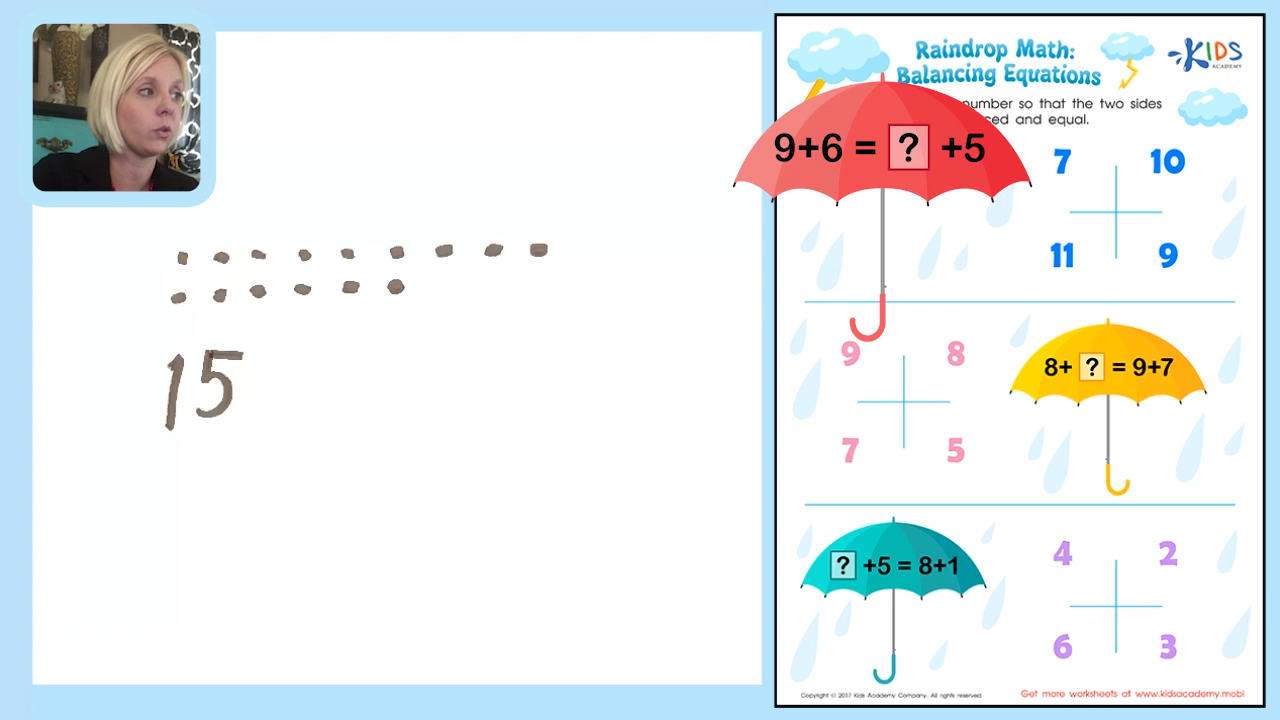 15
Raindrop Math:
Balancing Equations
KIDS
ACADEMY
number so that the two sides
and equal.
9+6 = ? +5
7 10
11 9
9 8
7 5
8+ ? = 9+7
? +5 = 8+1
4 2
6 3
Copyright © 2017 Kids Academy Company. All rights reserved
Get more worksheets at www.kidsacademy.mobi